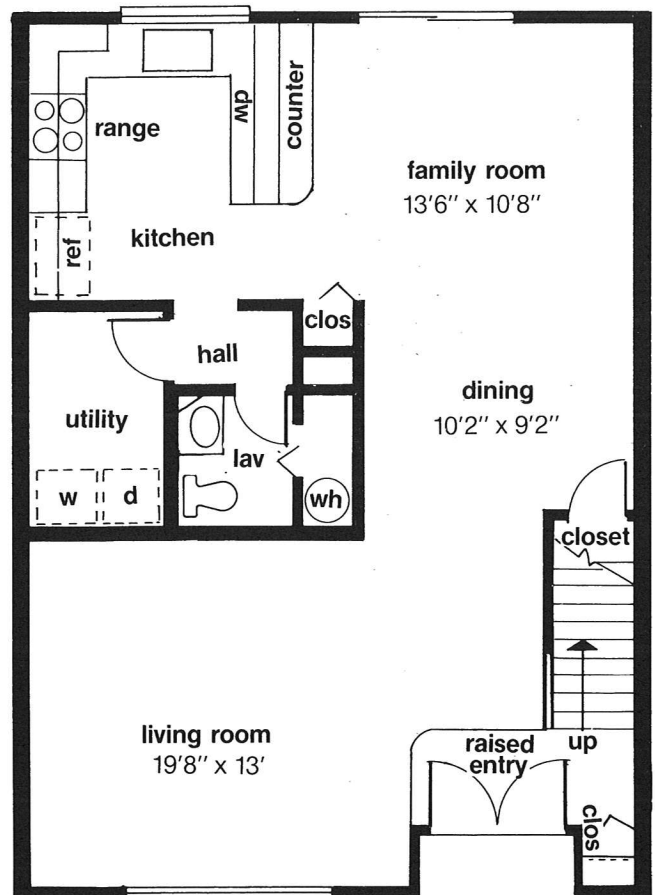 range
dw
counter
family room
13'6" x 10'8"
kitchen
ref
clos
hall
dining
10'2" x 9'2"
utility
lav
w
d
wh
closet
living room
19'8" x 13'
raised
entry
up
clos